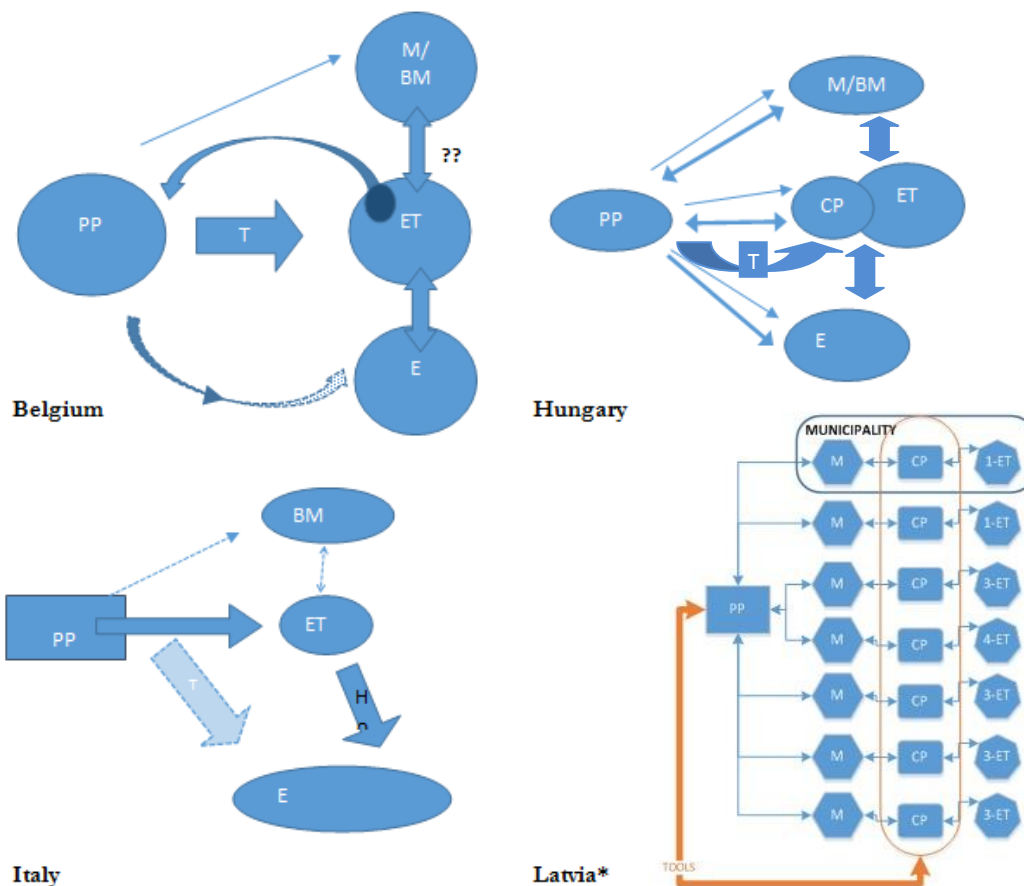 M/
BM
??
PP
T
ET
E
Belgium
M/BM
PP
CP
ET
T
E
Hungary
BM
PP
ET
T
H
E
Italy
MUNICIPALITY
M
CP
1-ET
M
CP
1-ET
M
CP
3-ET
PP
M
CP
4-ET
M
CP
3-ET
M
CP
3-ET
M
CP
3-ET
TOOLS
Latvia*